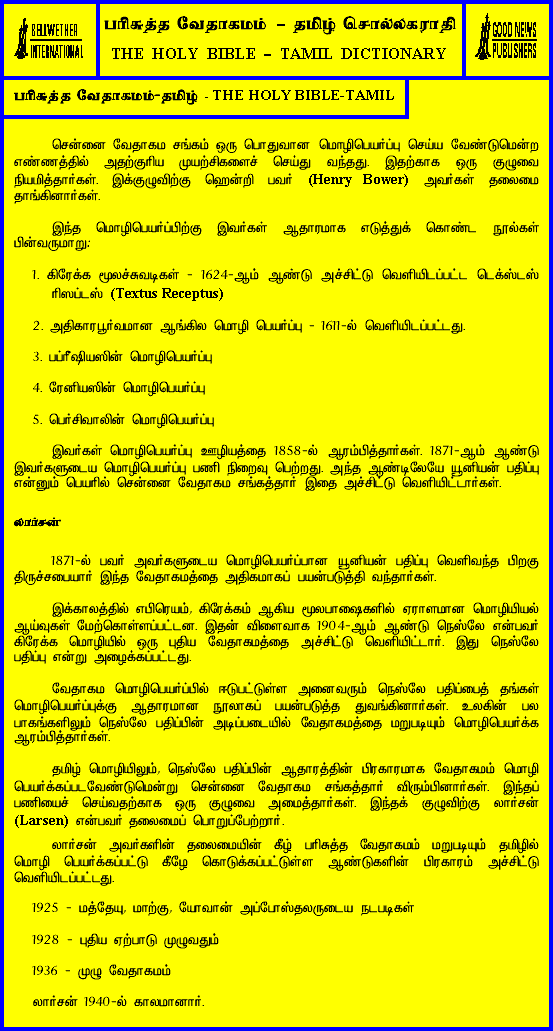 BELLWETHER
INTERNATIONAL
பரிசுத்த வேதாகமம் – தமிழ் சொல்லகராதி
THE HOLY BIBLE – TAMIL DICTIONARY
GOOD NEWS
PUBLISHERS
பரிசுத்த வேதாகமம்-தமிழ் - THE HOLY BIBLE-TAMIL
சென்னை வேதாகம சங்கம் ஒரு பொதுவான மொழிபெயர்ப்பு செய்ய வேண்டுமென்ற
எண்ணத்தில் அதற்குரிய முயற்சிகளைச் செய்து வந்தது. இதற்காக ஒரு குழுவை
நியமித்தார்கள். இக்குழுவிற்கு ஹென்றி பவர் (Henry Bower) அவர்கள் தலைமை
தாங்கினார்கள்.
இந்த மொழிபெயர்ப்பிற்கு இவர்கள் ஆதாரமாக எடுத்துக் கொண்ட நூல்கள்
பின்வருமாறு:
1. கிரேக்க மூலச்சுவடிகள் - 1624-ஆம் ஆண்டு அச்சிட்டு வெளியிடப்பட்ட டெக்ஸ்டஸ்
ரிஸப்டஸ் (Textus Receptus)
2. அதிகாரபூர்வமான ஆங்கில மொழி பெயர்ப்பு - 1611-ல் வெளியிடப்பட்டது.
3. பப்ரீஷியஸின் மொழிபெயர்ப்பு
4. ரேனியஸின் மொழிபெயர்ப்பு
5. பெர்சிவாலின் மொழிபெயர்ப்பு
இவர்கள் மொழிபெயர்ப்பு ஊழியத்தை 1858-ல் ஆரம்பித்தார்கள். 1871-ஆம் ஆண்டு
இவர்களுடைய மொழிபெயர்ப்பு பணி நிறைவு பெற்றது. அந்த ஆண்டிலேயே யூனியன் பதிப்பு
என்னும் பெயரில் சென்னை வேதாகம சங்கத்தார் இதை அச்சிட்டு வெளியிட்டார்கள்.
லார்சன்
1871-ல் பவர் அவர்களுடைய மொழிபெயர்ப்பான யூனியன் பதிப்பு வெளிவந்த பிறகு
திருச்சபையார் இந்த வேதாகமத்தை அதிகமாகப் பயன்படுத்தி வந்தார்கள்.
இக்காலத்தில் எபிரெயம், கிரேக்கம் ஆகிய மூலபாஷைகளில் ஏராளமான மொழியியல்
ஆய்வுகள் மேற்கொள்ளப்பட்டன. இதன் விளைவாக 1904-ஆம் ஆண்டு நெஸ்லே என்பவர்
கிரேக்க மொழியில் ஒரு புதிய வேதாகமத்தை அச்சிட்டு வெளியிட்டார். இது நெஸ்லே
பதிப்பு என்று அழைக்கப்பட்டது.
வேதாகம மொழிபெயர்ப்பில் ஈடுபட்டுள்ள அனைவரும் நெஸ்லே பதிப்பைத் தங்கள்
மொழிபெயர்ப்புக்கு ஆதாரமான நூலாகப் பயன்படுத்த துவங்கினார்கள். உலகின் பல
பாகங்களிலும் நெஸ்லே பதிப்பின் அடிப்படையில் வேதாகமத்தை மறுபடியும் மொழிபெயர்க்க
ஆரம்பித்தார்கள்.
தமிழ் மொழியிலும், நெஸ்லே பதிப்பின் ஆதாரத்தின் பிரகாரமாக வேதாகமம் மொழி
பெயர்க்கப்படவேண்டுமென்று சென்னை வேதாகம சங்கத்தார் விரும்பினார்கள். இந்தப்
பணியைச் செய்வதற்காக ஒரு குழுவை அமைத்தார்கள். இந்தக் குழுவிற்கு லார்சன்
(Larsen) என்பவர் தலைமைப் பொறுப்பேற்றார்.
லார்சன் அவர்களின் தலைமையின் கீழ் பரிசுத்த வேதாகமம் மறுபடியும் தமிழில்
மொழி பெயர்க்கப்பட்டு கீழே கொடுக்கப்பட்டுள்ள ஆண்டுகளின் பிரகாரம் அச்சிட்டு
வெளியிடப்பட்டது.
1925 - மத்தேயு, மாற்கு, யோவான் அப்போஸ்தலருடைய நடபடிகள்
1928 - புதிய ஏற்பாடு முழுவதும்
1936 - முழு வேதாகமம்
லார்சன் 1940-ல் காலமானார்.